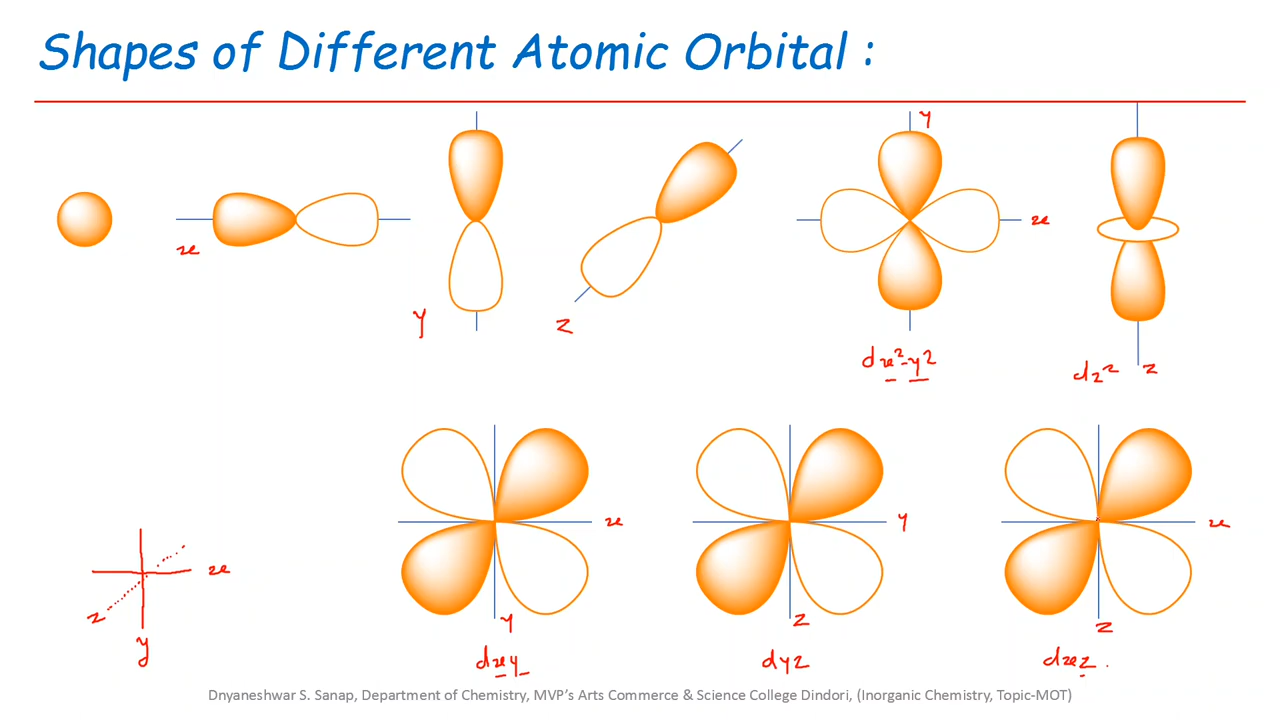 Shapes of Different Atomic Orbital :
x
y
z
y
x
dx²-y²
dz²
z
x
y
dxy
y
z
dyz
x
z
dxz .
x
z
y
Dnyaneshwar S. Sanap, Department of Chemistry, MVP's Arts Commerce & Science College Dindori, (Inorganic Chemistry, Topic-MOT)